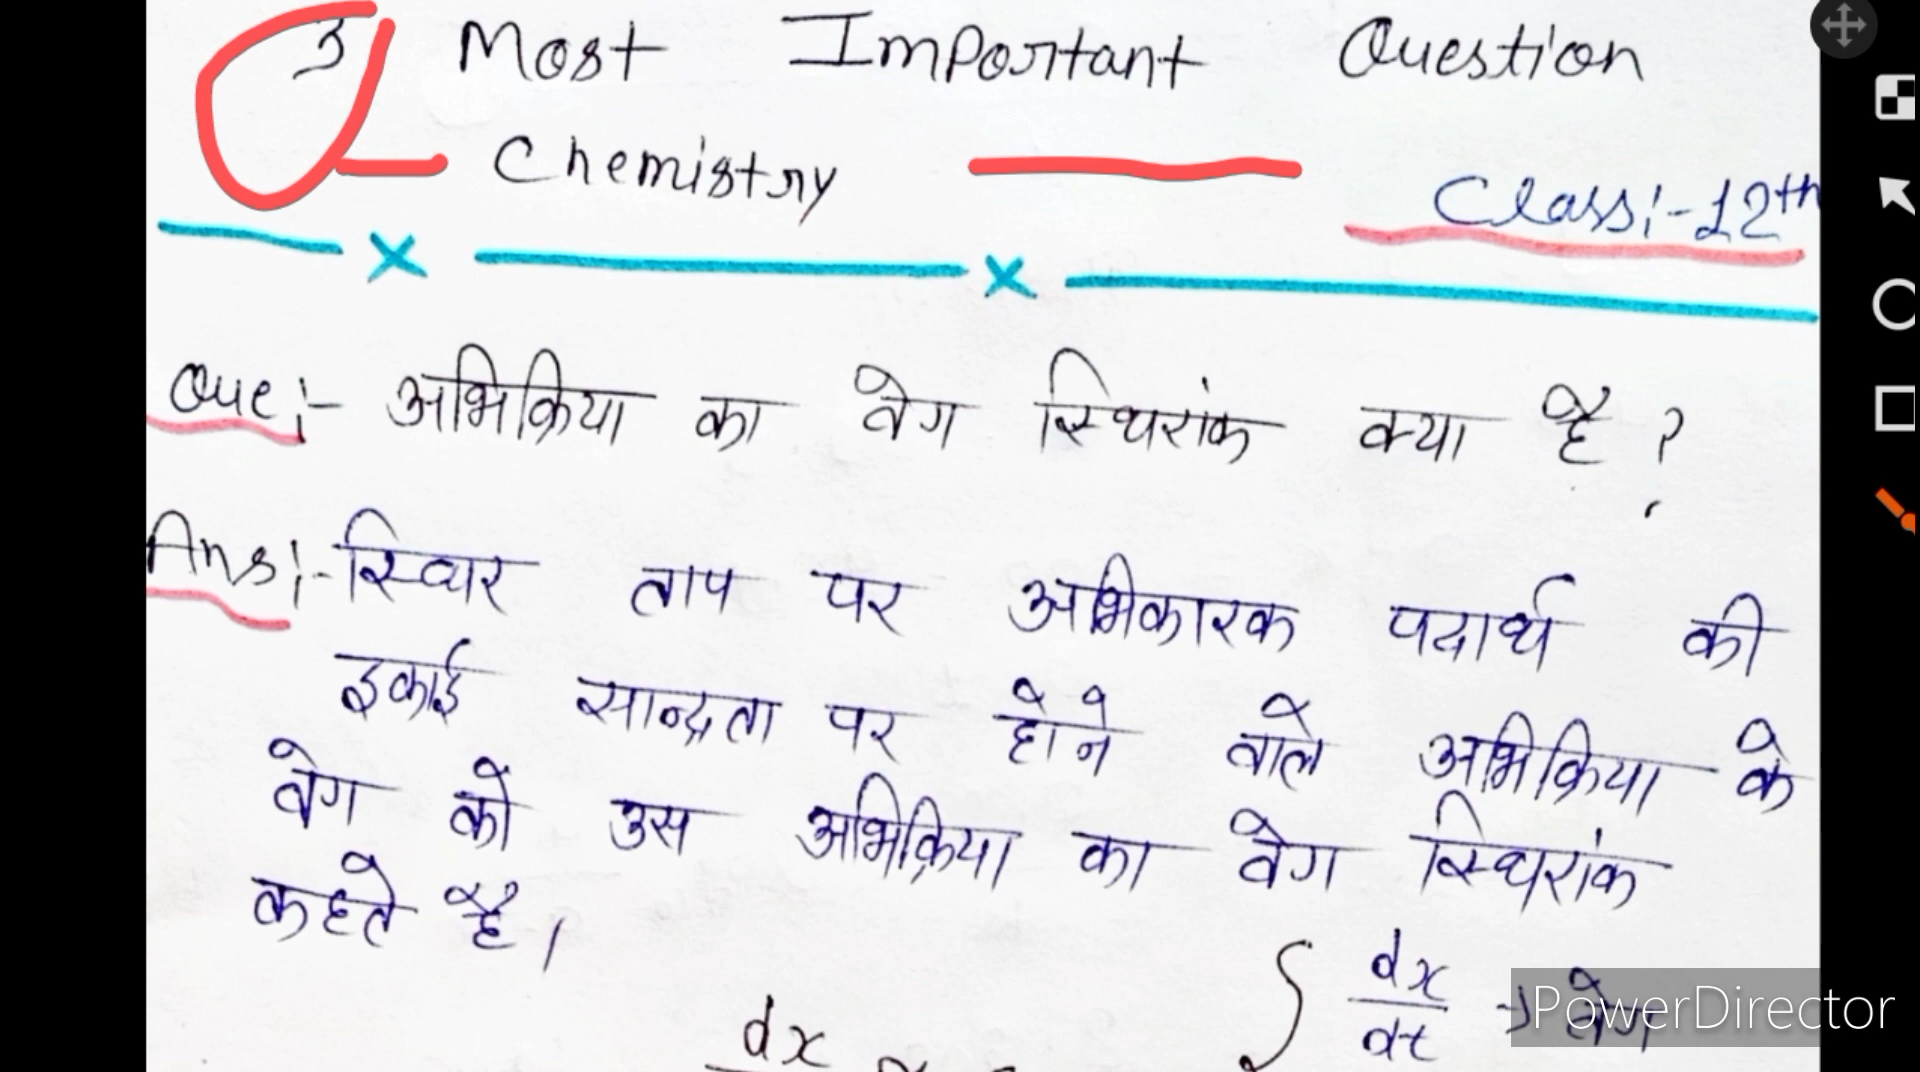 3 Most Important Question
Chemistry
Class:-12th
Que:- अभिक्रिया का वेग स्थिरांक क्या है ?
Ans:- स्थिर ताप पर अभिकारक पदार्थ की
इकाई सान्द्रता पर होने वाले अभिक्रिया के
वेग को उस अभिक्रिया का वेग स्थिरांक
कहते है।
dx
dx
dt
→ वेग
PowerDirector